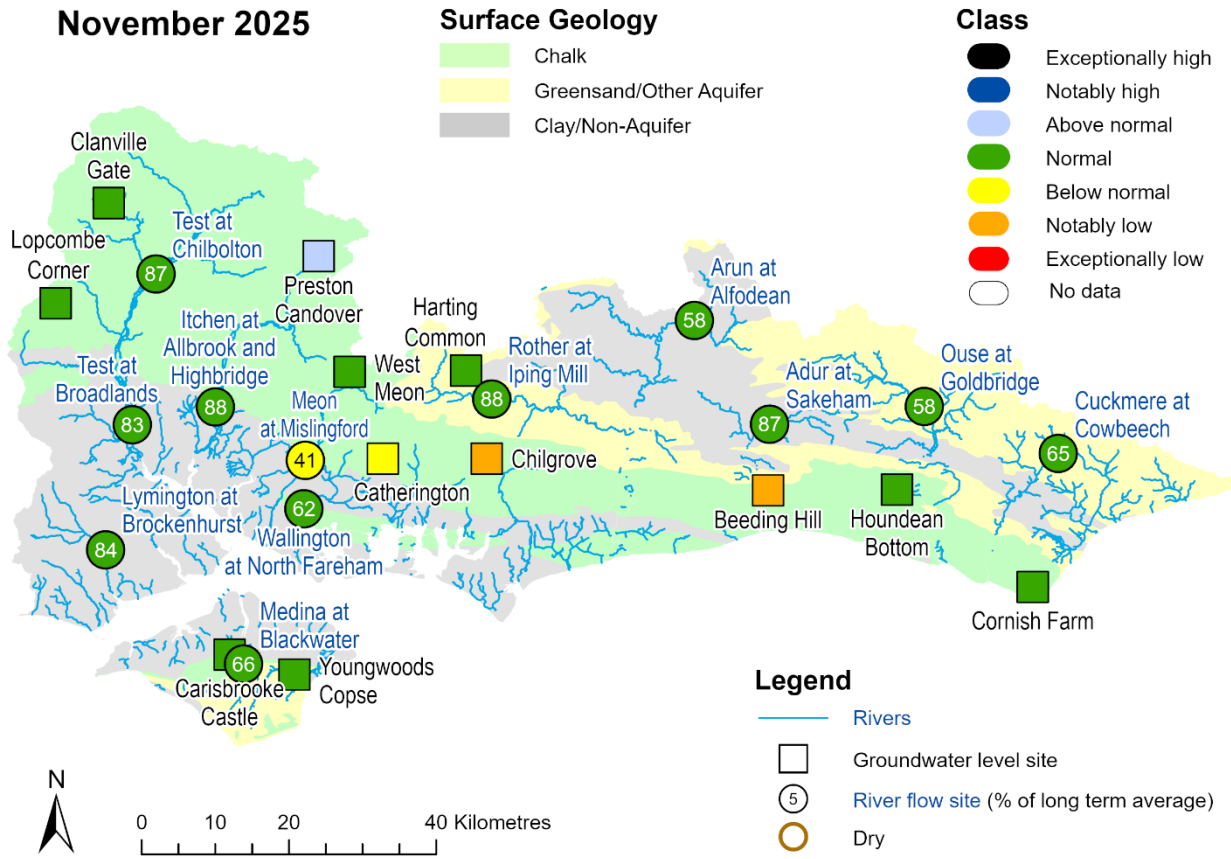 November 2025
Surface Geology
Chalk
Greensand/Other Aquifer
Clay/Non-Aquifer
Class
Exceptionally high
Notably high
Above normal
Normal
Below normal
Notably low
Exceptionally low
No data
Clanville
Gate
Lopcombe
Corner
Test at
Chilbolton
87
Preston
Candover
Itchen at
Allbrook and
Highbridge
88
Test at
Broadlands
83
West
Meon
Meon
at Mislingford
41
Harting
Common
Rother at
Iping Mill
88
Arun at
Alfodean
58
Adur at
Sakeham
87
Ouse at
Goldbridge
58
Cuckmere at
Cowbeech
65
Catherington
Chilgrove
Beeding Hill
Houndean
Bottom
Cornish Farm
Lymington at
Brockenhurst
84
62
Wallington
at North Fareham
Medina at
Blackwater
66
Carisbrooke
Castle
Youngwoods
Copse
Legend
Rivers
Groundwater level site
5
River flow site (% of long term average)
Dry
N
0 10 20 40 Kilometres